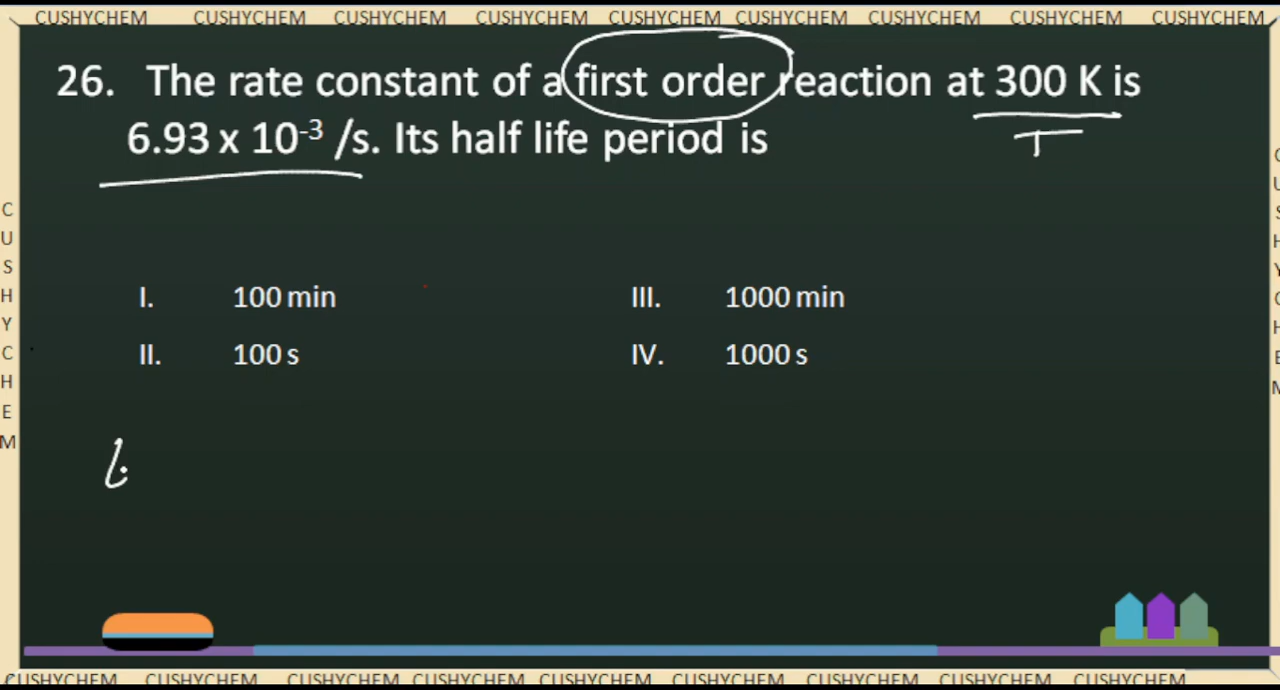 CUSHYCHEM CUSHYCHEM CUSHYCHEM CUSHYCHEM CUSHYCHEM CUSHYCHEM CUSHYCHEM CUSHYCHEM CUSHYCHEM
26. The rate constant of a first order reaction at 300 K is
6.93 x 10⁻³ /s. Its half life period is
T
I. 100 min III. 1000 min
II. 100 s IV. 1000 s
C
U
S
H
Y
C
H
E
M
C
U
S
H
Y
C
H
E
M
CUSHYCHEM CUSHYCHEM CUSHYCHEM CUSHYCHEM CUSHYCHEM CUSHYCHEM CUSHYCHEM CUSHYCHEM CUSHYCHEM